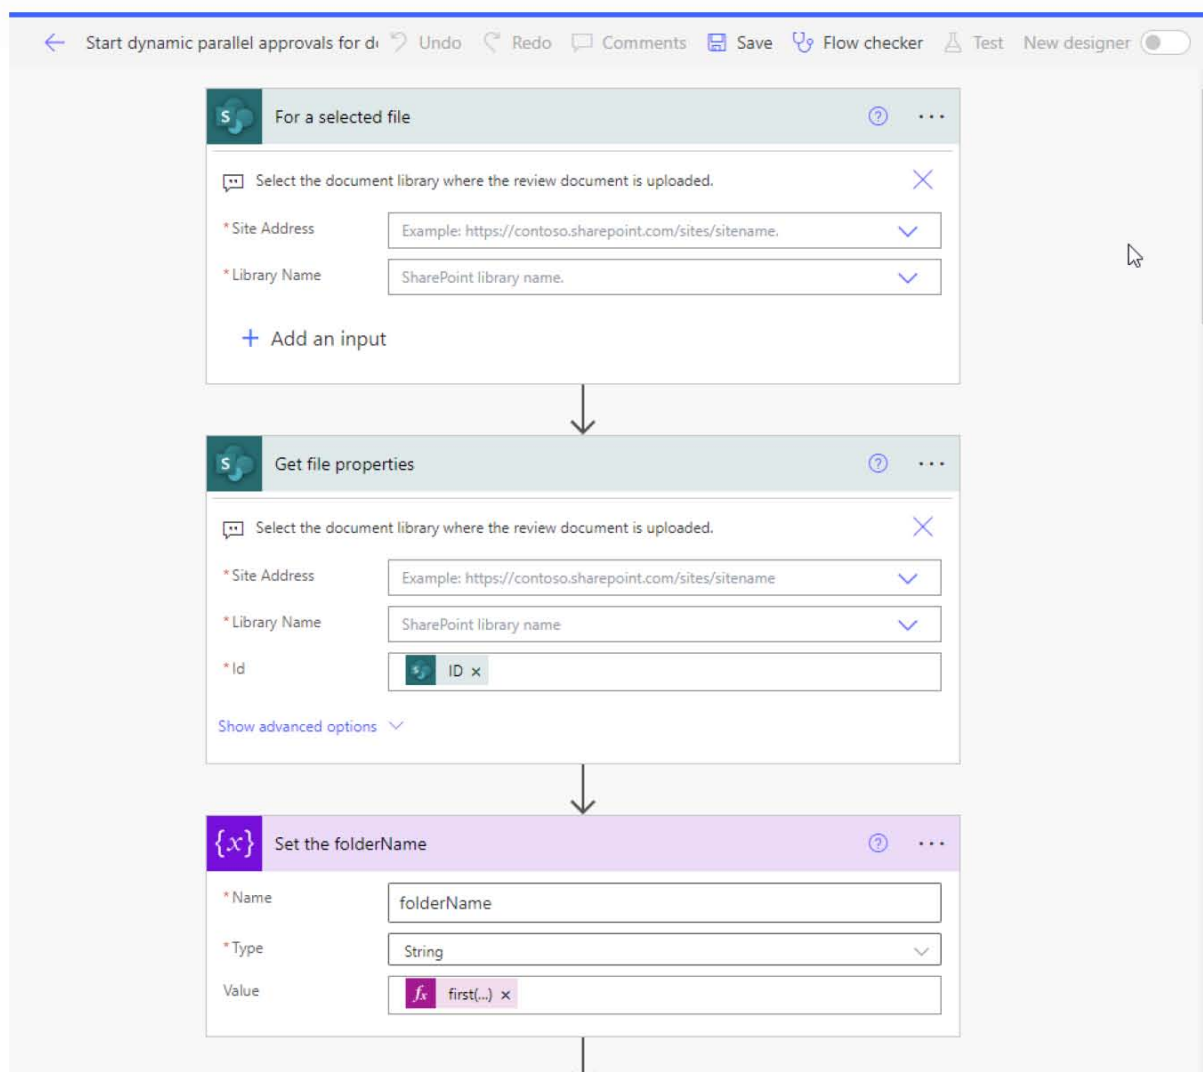 Start dynamic parallel approvals for d Undo Redo Comments Save Flow checker Test New designer
S For a selected file ? ...
Select the document library where the review document is uploaded.
* Site Address Example: https://contoso.sharepoint.com/sites/sitename.
* Library Name SharePoint library name.
+ Add an input
S Get file properties ? ...
Select the document library where the review document is uploaded.
* Site Address Example: https://contoso.sharepoint.com/sites/sitename
* Library Name SharePoint library name
* Id S ID ×
Show advanced options
{x} Set the folderName ? ...
* Name folderName
* Type String
Value fx first(...) ×